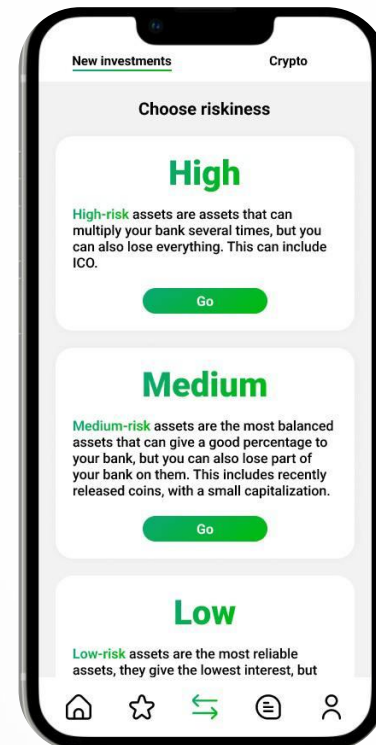 New investments Crypto
Choose riskiness
High
High-risk assets are assets that can
multiply your bank several times, but you
can also lose everything. This can include
ICO.
Go
Medium
Medium-risk assets are the most balanced
assets that can give a good percentage to
your bank, but you can also lose part of
your bank on them. This includes recently
released coins, with a small capitalization.
Go
Low
Low-risk assets are the most reliable
assets, they give the lowest interest, but